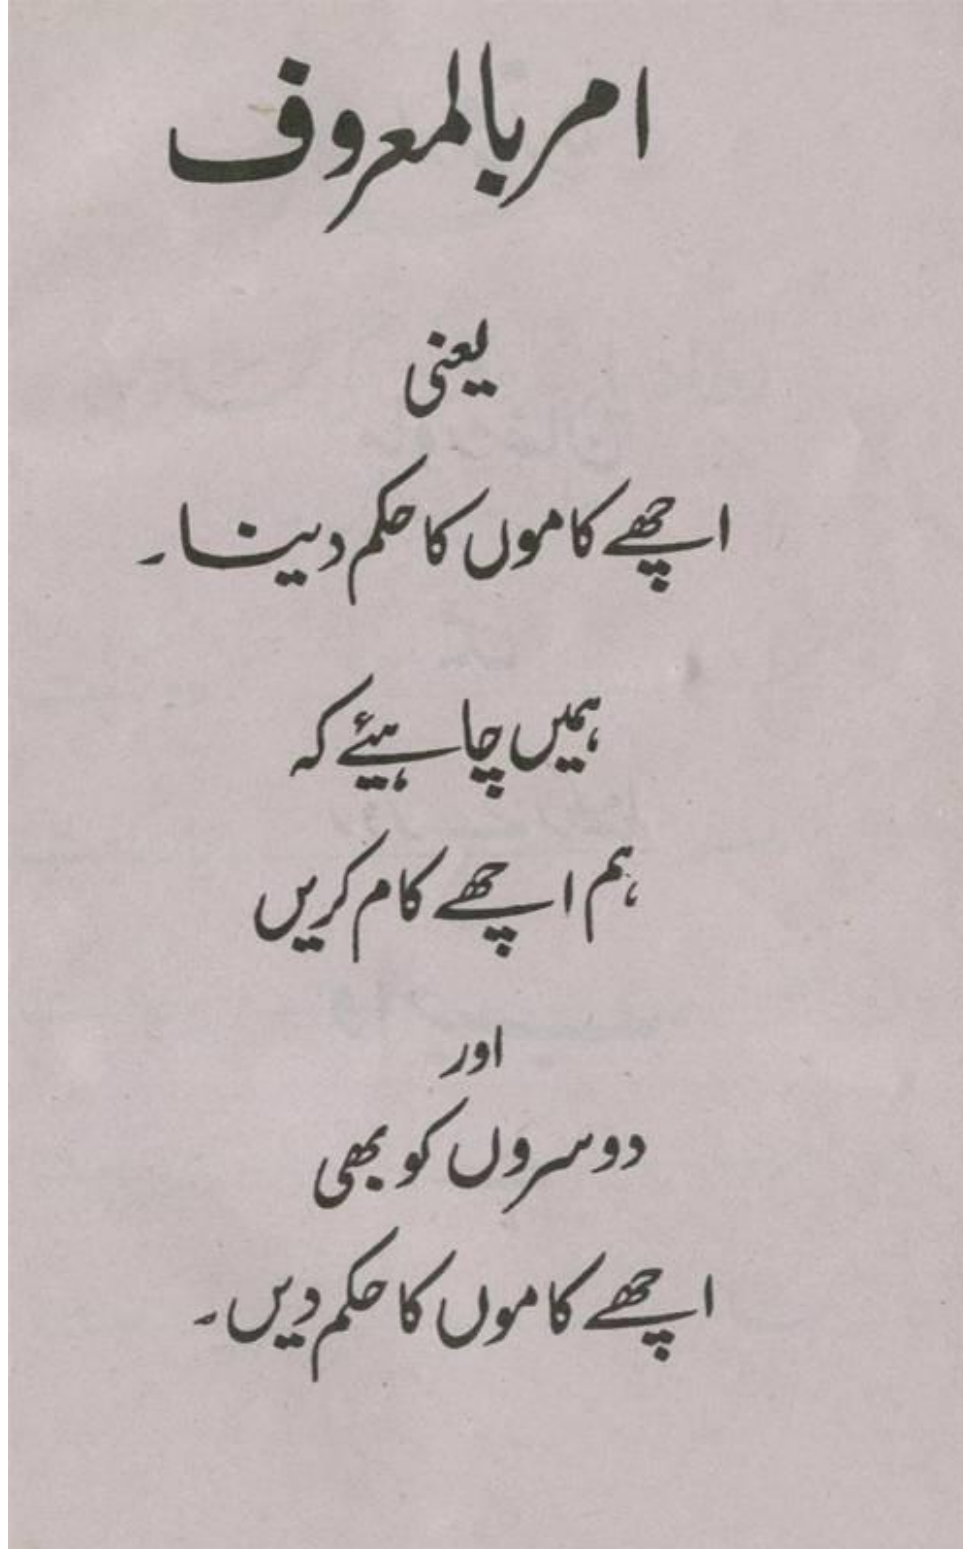 امر بالمعروف
یعنی
اچھے کاموں کا حکم دینا۔
ہمیں چاہیئے کہ
ہم اچھے کام کریں
اور
دوسروں کو بھی
اچھے کاموں کا حکم دیں۔